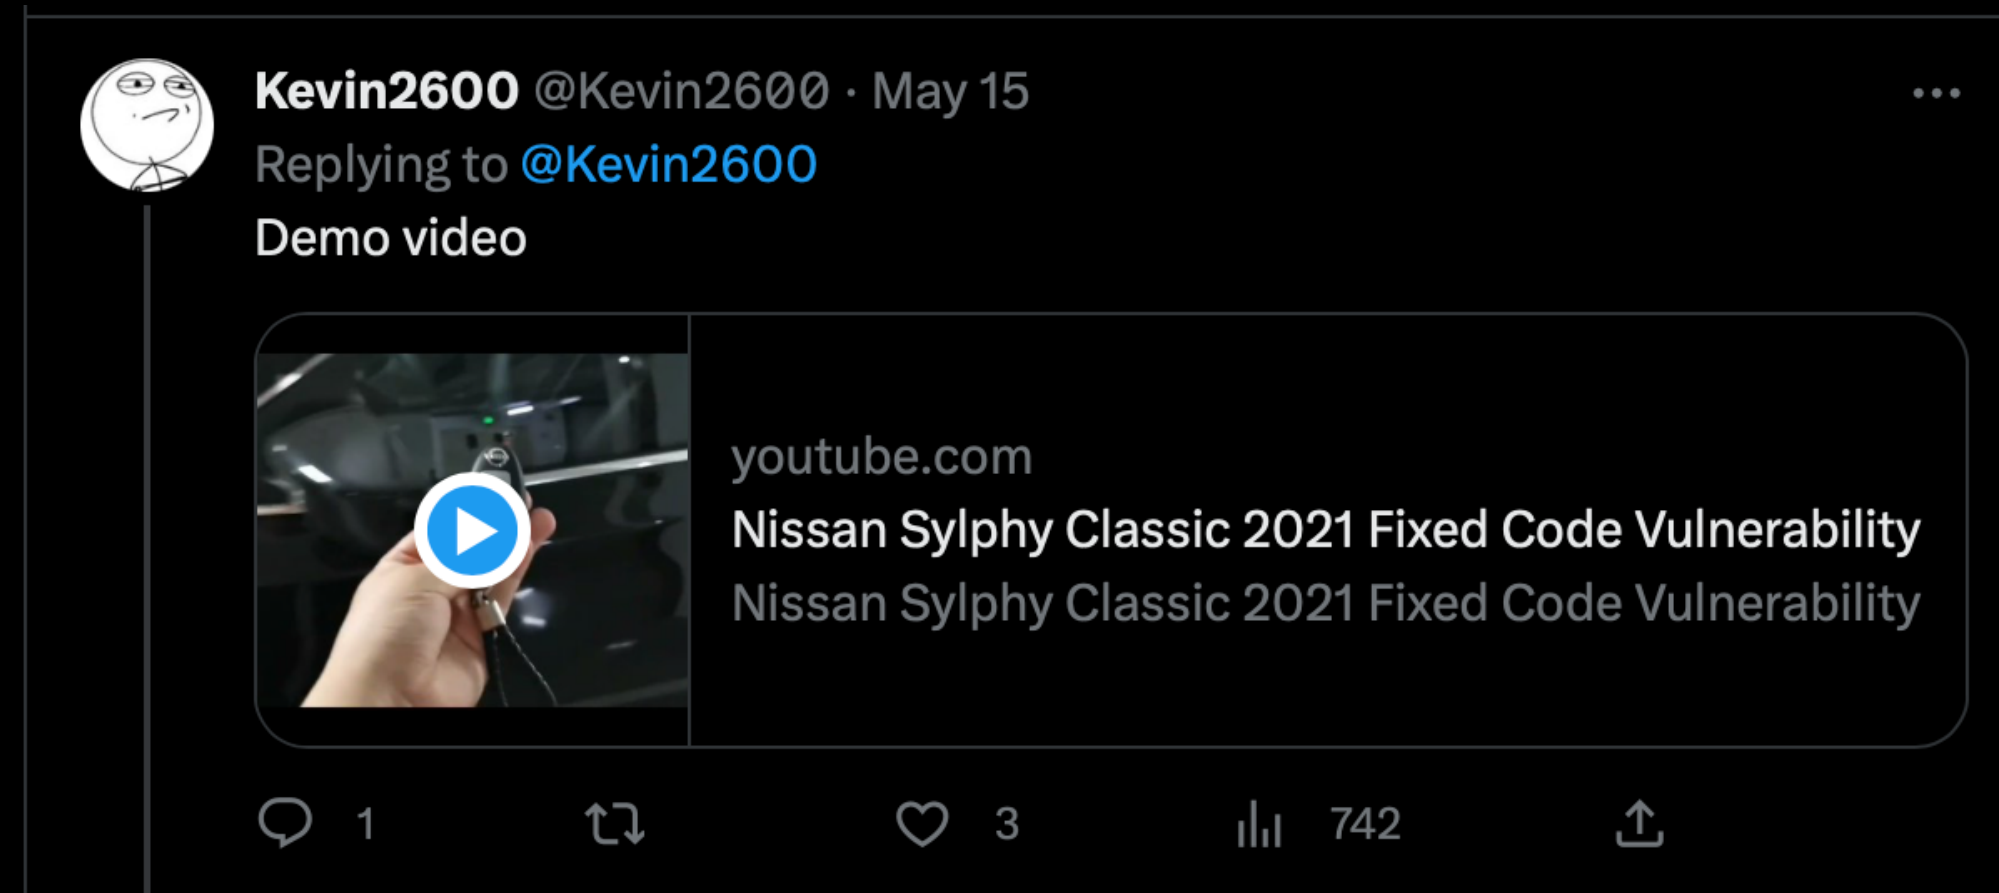 Kevin2600 @Kevin2600 · May 15
Replying to @Kevin2600
Demo video
youtube.com
Nissan Sylphy Classic 2021 Fixed Code Vulnerability
Nissan Sylphy Classic 2021 Fixed Code Vulnerability
1 3 742